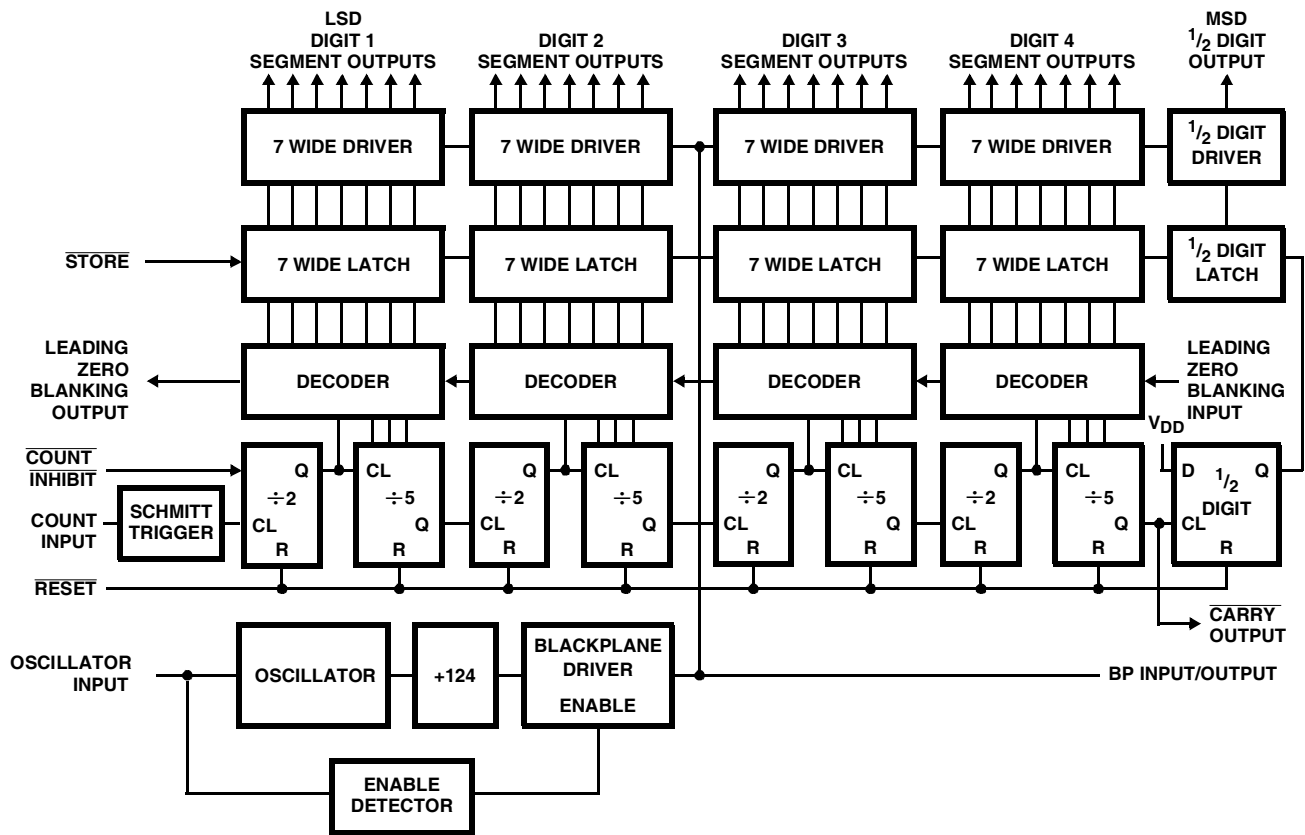 LSD
DIGIT 1
SEGMENT OUTPUTS
DIGIT 2
SEGMENT OUTPUTS
DIGIT 3
SEGMENT OUTPUTS
DIGIT 4
SEGMENT OUTPUTS
MSD
1/2 DIGIT
OUTPUT
7 WIDE DRIVER
7 WIDE DRIVER
7 WIDE DRIVER
7 WIDE DRIVER
1/2 DIGIT
DRIVER
STORE
7 WIDE LATCH
7 WIDE LATCH
7 WIDE LATCH
7 WIDE LATCH
1/2 DIGIT
LATCH
LEADING
ZERO
BLANKING
OUTPUT
DECODER
DECODER
DECODER
DECODER
LEADING
ZERO
BLANKING
INPUT
VDD
COUNT
INHIBIT
COUNT
INPUT
SCHMITT
TRIGGER
Q
÷2
CL
R
CL
÷5
Q
R
Q
÷2
CL
R
CL
÷5
Q
R
Q
÷2
CL
R
CL
÷5
Q
R
Q
÷2
CL
R
CL
÷5
Q
R
D
Q
1/2
DIGIT
CL
R
RESET
CARRY
OUTPUT
OSCILLATOR
INPUT
OSCILLATOR
+124
BLACKPLANE
DRIVER
ENABLE
BP INPUT/OUTPUT
ENABLE
DETECTOR